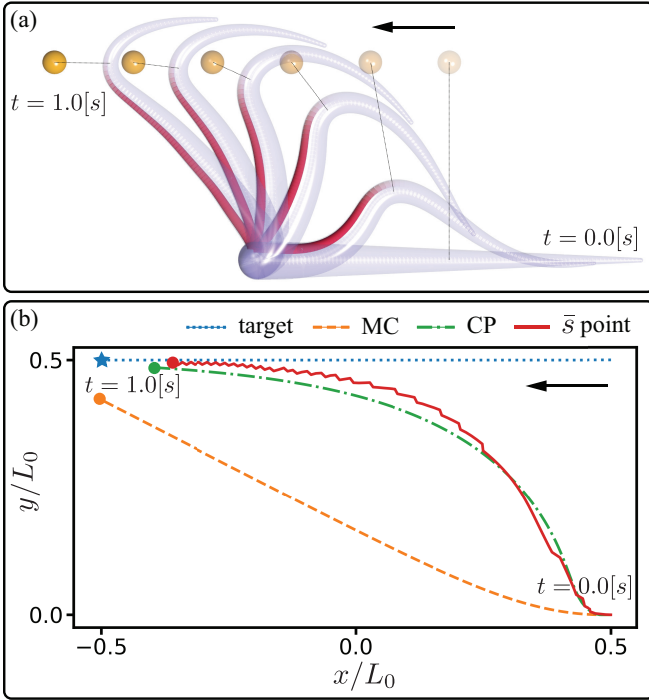 (a)
t = 1.0[s]
t = 0.0[s]
(b)
target MC CP s̄ point
0.5
t = 1.0[s]
y/L₀
t = 0.0[s]
0.0
−0.5 0.0 0.5
x/L₀